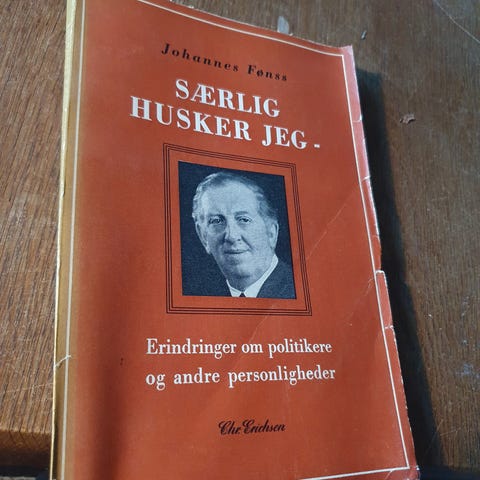 Johannes Fønss
SÆRLIG
HUSKER JEG -
Erindringer om politikere
og andre personligheder
Chr. Erichsen